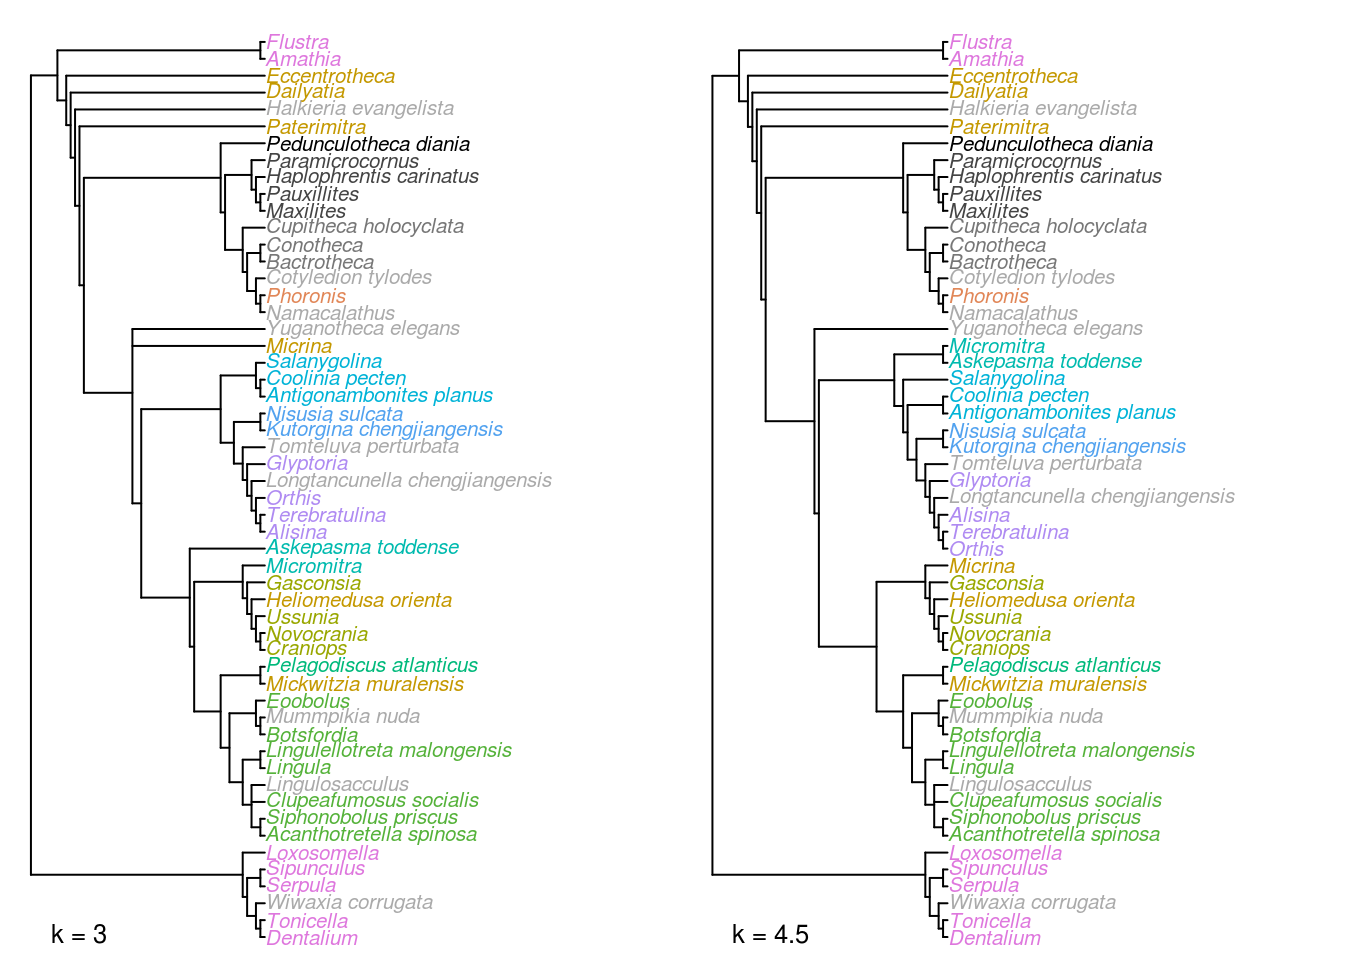 Flustra
Amathia
Eccentrotheca
Dailyatia
Halkieria evangelista
Paterimitra
Pedunculotheca diania
Paramicrocornus
Haplophrentis carinatus
Pauxillites
Maxilites
Cupitheca holocyclata
Conotheca
Bactrotheca
Cotyledion tylodes
Phoronis
Namacalathus
Yuganotheca elegans
Micrina
Salanygolina
Coolinia pecten
Antigonambonites planus
Nisusia sulcata
Kutorgina chengjiangensis
Tomteluva perturbata
Glyptoria
Longtancunella chengjiangensis
Orthis
Terebratulina
Alisina
Askepasma toddense
Micromitra
Gasconsia
Heliomedusa orienta
Ussunia
Novocrania
Craniops
Pelagodiscus atlanticus
Mickwitzia muralensis
Eoobolus
Mummpikia nuda
Botsfordia
Lingulellotreta malongensis
Lingula
Lingulosacculus
Clupeafumosus socialis
Siphonobolus priscus
Acanthotretella spinosa
Loxosomella
Sipunculus
Serpula
Wiwaxia corrugata
Tonicella
Dentalium
k = 3
Flustra
Amathia
Eccentrotheca
Dailyatia
Halkieria evangelista
Paterimitra
Pedunculotheca diania
Paramicrocornus
Haplophrentis carinatus
Pauxillites
Maxilites
Cupitheca holocyclata
Conotheca
Bactrotheca
Cotyledion tylodes
Phoronis
Namacalathus
Yuganotheca elegans
Micromitra
Askepasma toddense
Salanygolina
Coolinia pecten
Antigonambonites planus
Nisusia sulcata
Kutorgina chengjiangensis
Tomteluva perturbata
Glyptoria
Longtancunella chengjiangensis
Alisina
Terebratulina
Orthis
Micrina
Gasconsia
Heliomedusa orienta
Ussunia
Novocrania
Craniops
Pelagodiscus atlanticus
Mickwitzia muralensis
Eoobolus
Mummpikia nuda
Botsfordia
Lingulellotreta malongensis
Lingula
Lingulosacculus
Clupeafumosus socialis
Siphonobolus priscus
Acanthotretella spinosa
Loxosomella
Sipunculus
Serpula
Wiwaxia corrugata
Tonicella
Dentalium
k = 4.5